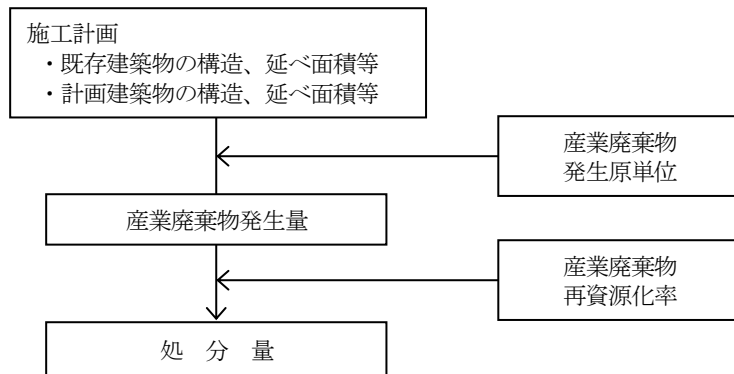 施工計画
・既存建築物の構造、延べ面積等
・計画建築物の構造、延べ面積等
産業廃棄物
発生原単位
産業廃棄物発生量
産業廃棄物
再資源化率
処　分　量